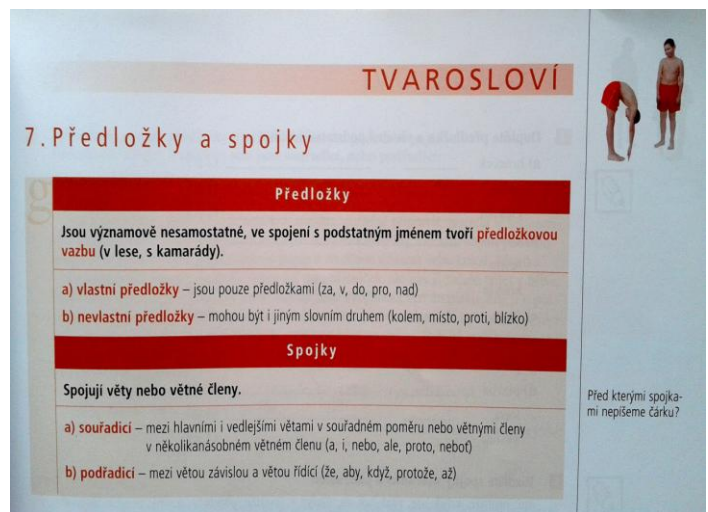 TVAROSLOVÍ
7. Předložky a spojky
Předložky
Jsou významově nesamostatné, ve spojení s podstatným jménem tvoří předložkovou
vazbu (v lese, s kamarády).
a) vlastní předložky – jsou pouze předložkami (za, v, do, pro, nad)
b) nevlastní předložky – mohou být i jiným slovním druhem (kolem, místo, proti, blízko)
Spojky
Spojují věty nebo větné členy.
a) souřadicí – mezi hlavními i vedlejšími větami v souřadném poměru nebo větnými členy
v několikanásobném větném členu (a, i, nebo, ale, proto, neboť)
b) podřadicí – mezi větou závislou a větou řídící (že, aby, když, protože, až)
Před kterými spojka-
mi nepíšeme čárku?